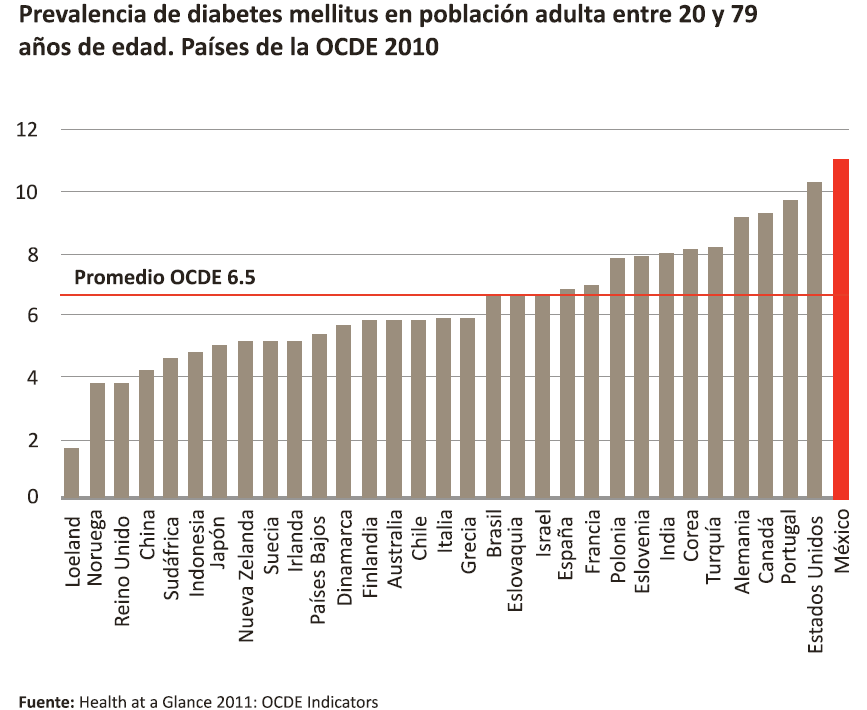 Prevalencia de diabetes mellitus en población adulta entre 20 y 79
años de edad. Países de la OCDE 2010
12
10
8
Promedio OCDE 6.5
6
4
2
0
Loeland
Noruega
Reino Unido
China
Sudáfrica
Indonesia
Japón
Nueva Zelanda
Suecia
Irlanda
Países Bajos
Dinamarca
Finlandia
Australia
Chile
Italia
Grecia
Brasil
Eslovaquia
Israel
España
Francia
Polonia
Eslovenia
India
Corea
Turquía
Alemania
Canadá
Portugal
Estados Unidos
México
Fuente: Health at a Glance 2011: OCDE Indicators